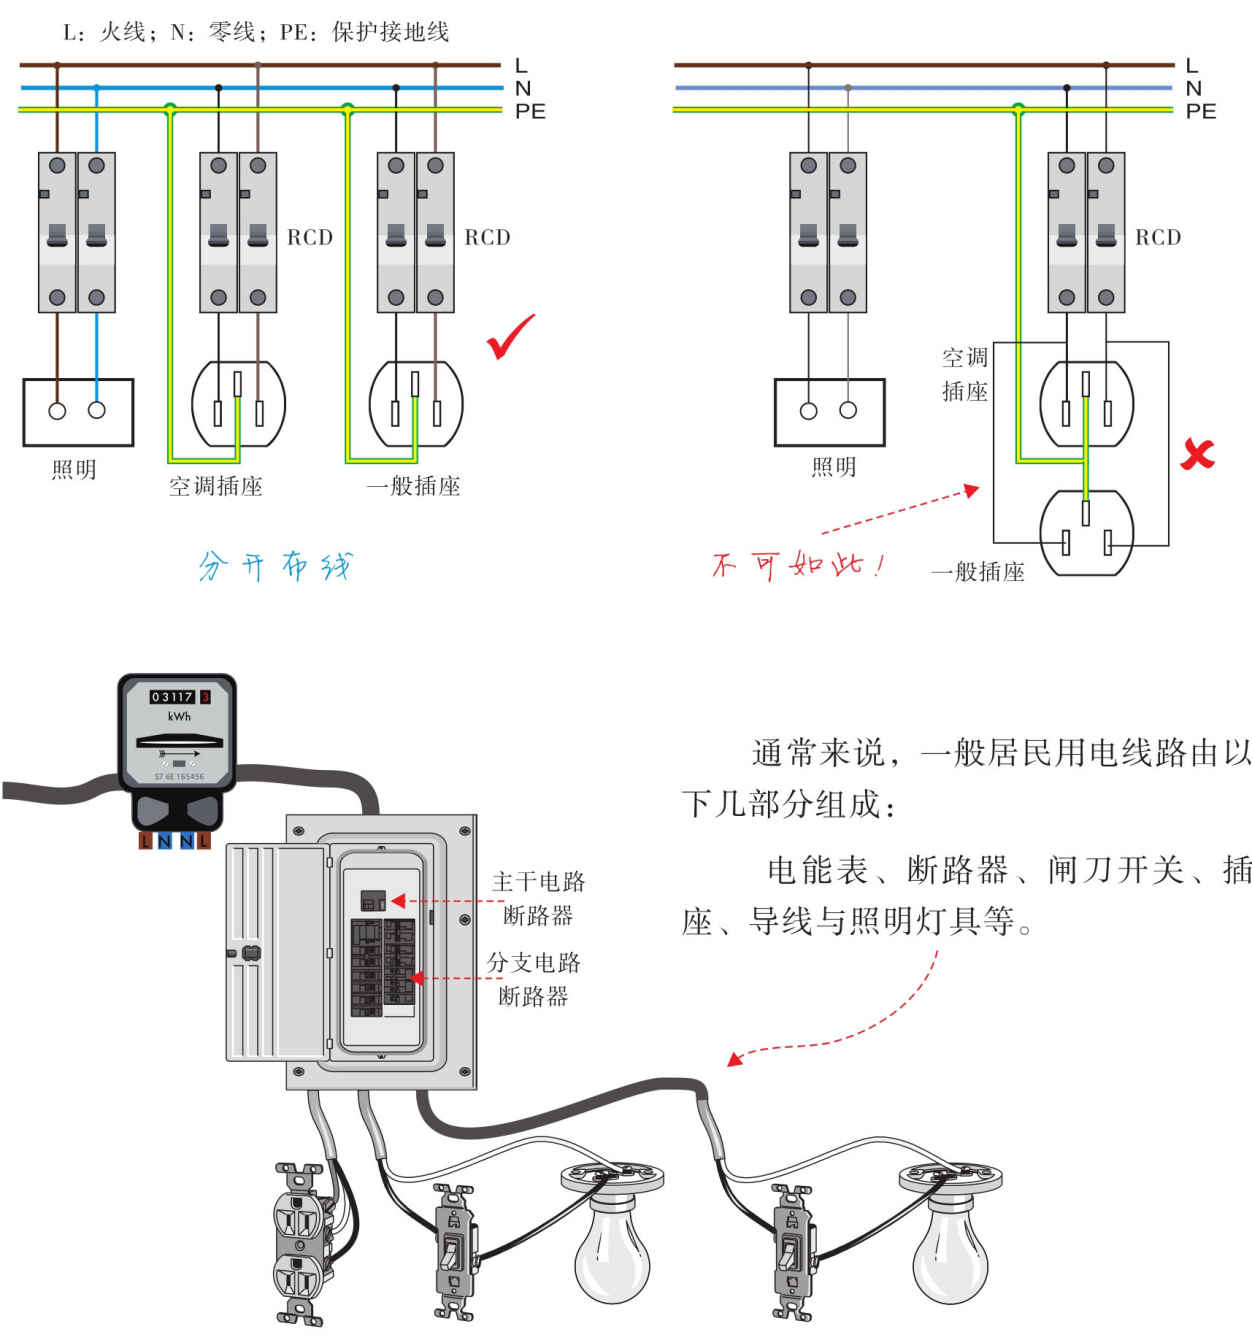 L：火线；N：零线；PE：保护接地线
L
N
PE
RCD
RCD
照明
空调插座
一般插座
分开布线
L
N
PE
RCD
空调
插座
照明
不可如此！
一般插座
03117 3
kWh
S7 6E 165456
L N N L
主干电路
断路器
分支电路
断路器
通常来说，一般居民用电线路由以
下几部分组成：
电能表、断路器、闸刀开关、插
座、导线与照明灯具等。